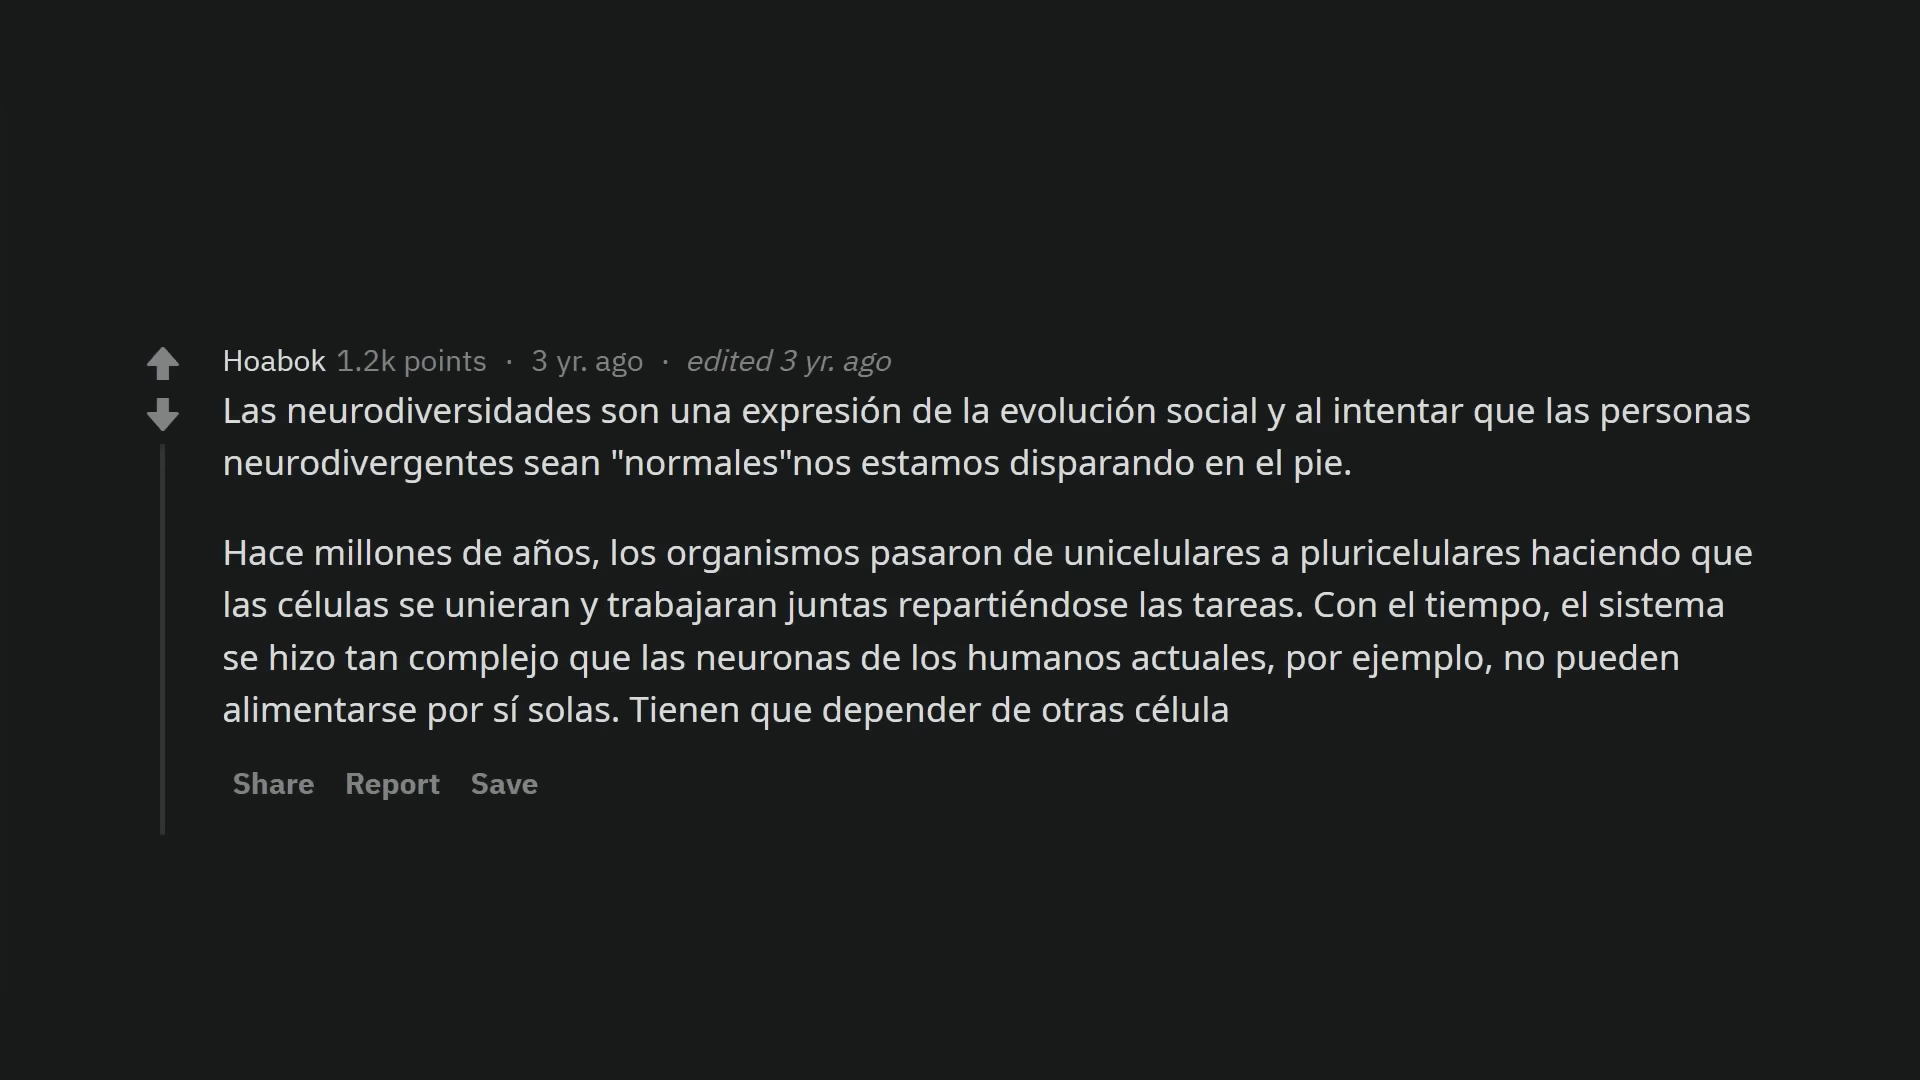 Hoabok 1.2k points · 3 yr. ago · edited 3 yr. ago
Las neurodiversidades son una expresión de la evolución social y al intentar que las personas
neurodivergentes sean "normales"nos estamos disparando en el pie.
Hace millones de años, los organismos pasaron de unicelulares a pluricelulares haciendo que
las células se unieran y trabajaran juntas repartiéndose las tareas. Con el tiempo, el sistema
se hizo tan complejo que las neuronas de los humanos actuales, por ejemplo, no pueden
alimentarse por sí solas. Tienen que depender de otras célula
Share Report Save